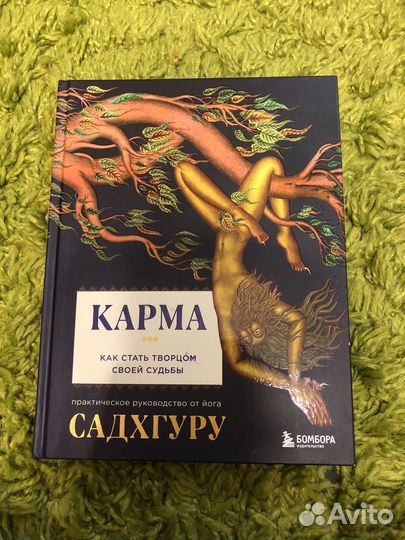 КАРМА
КАК СТАТЬ ТВОРЦОМ
СВОЕЙ СУДЬБЫ
ПРАКТИЧЕСКОЕ РУКОВОДСТВО ОТ ЙОГА
САДХГУРУ
БОМБОРА
ИЗДАТЕЛЬСТВО
Avito